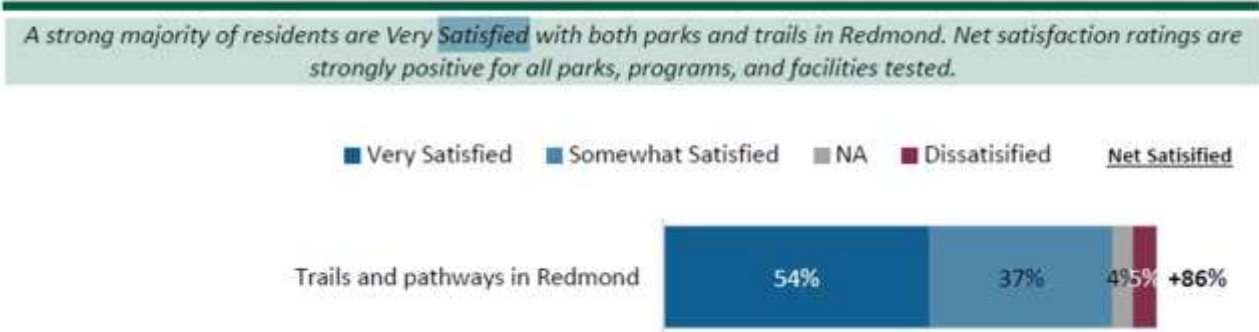 A strong majority of residents are Very Satisfied with both parks and trails in Redmond. Net satisfaction ratings are
strongly positive for all parks, programs, and facilities tested.
Very Satisfied Somewhat Satisfied NA Dissatisified Net Satisified
Trails and pathways in Redmond 54% 37% 4% 5% +86%